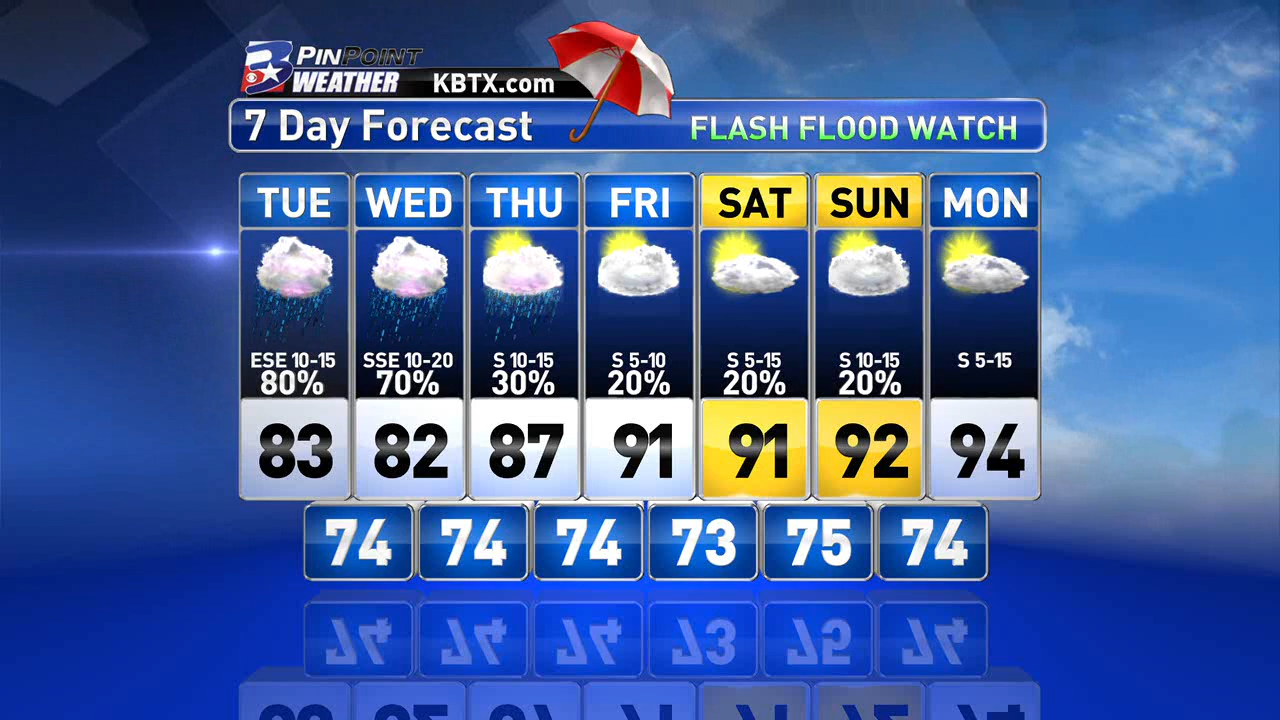 PINPOINT
WEATHER KBTX.com
7 Day Forecast FLASH FLOOD WATCH
TUE WED THU FRI SAT SUN MON
ESE 10-15 SSE 10-20 S 10-15 S 5-10 S 5-15 S 10-15 S 5-15
80% 70% 30% 20% 20% 20%
83 82 87 91 91 92 94
74 74 74 73 75 74